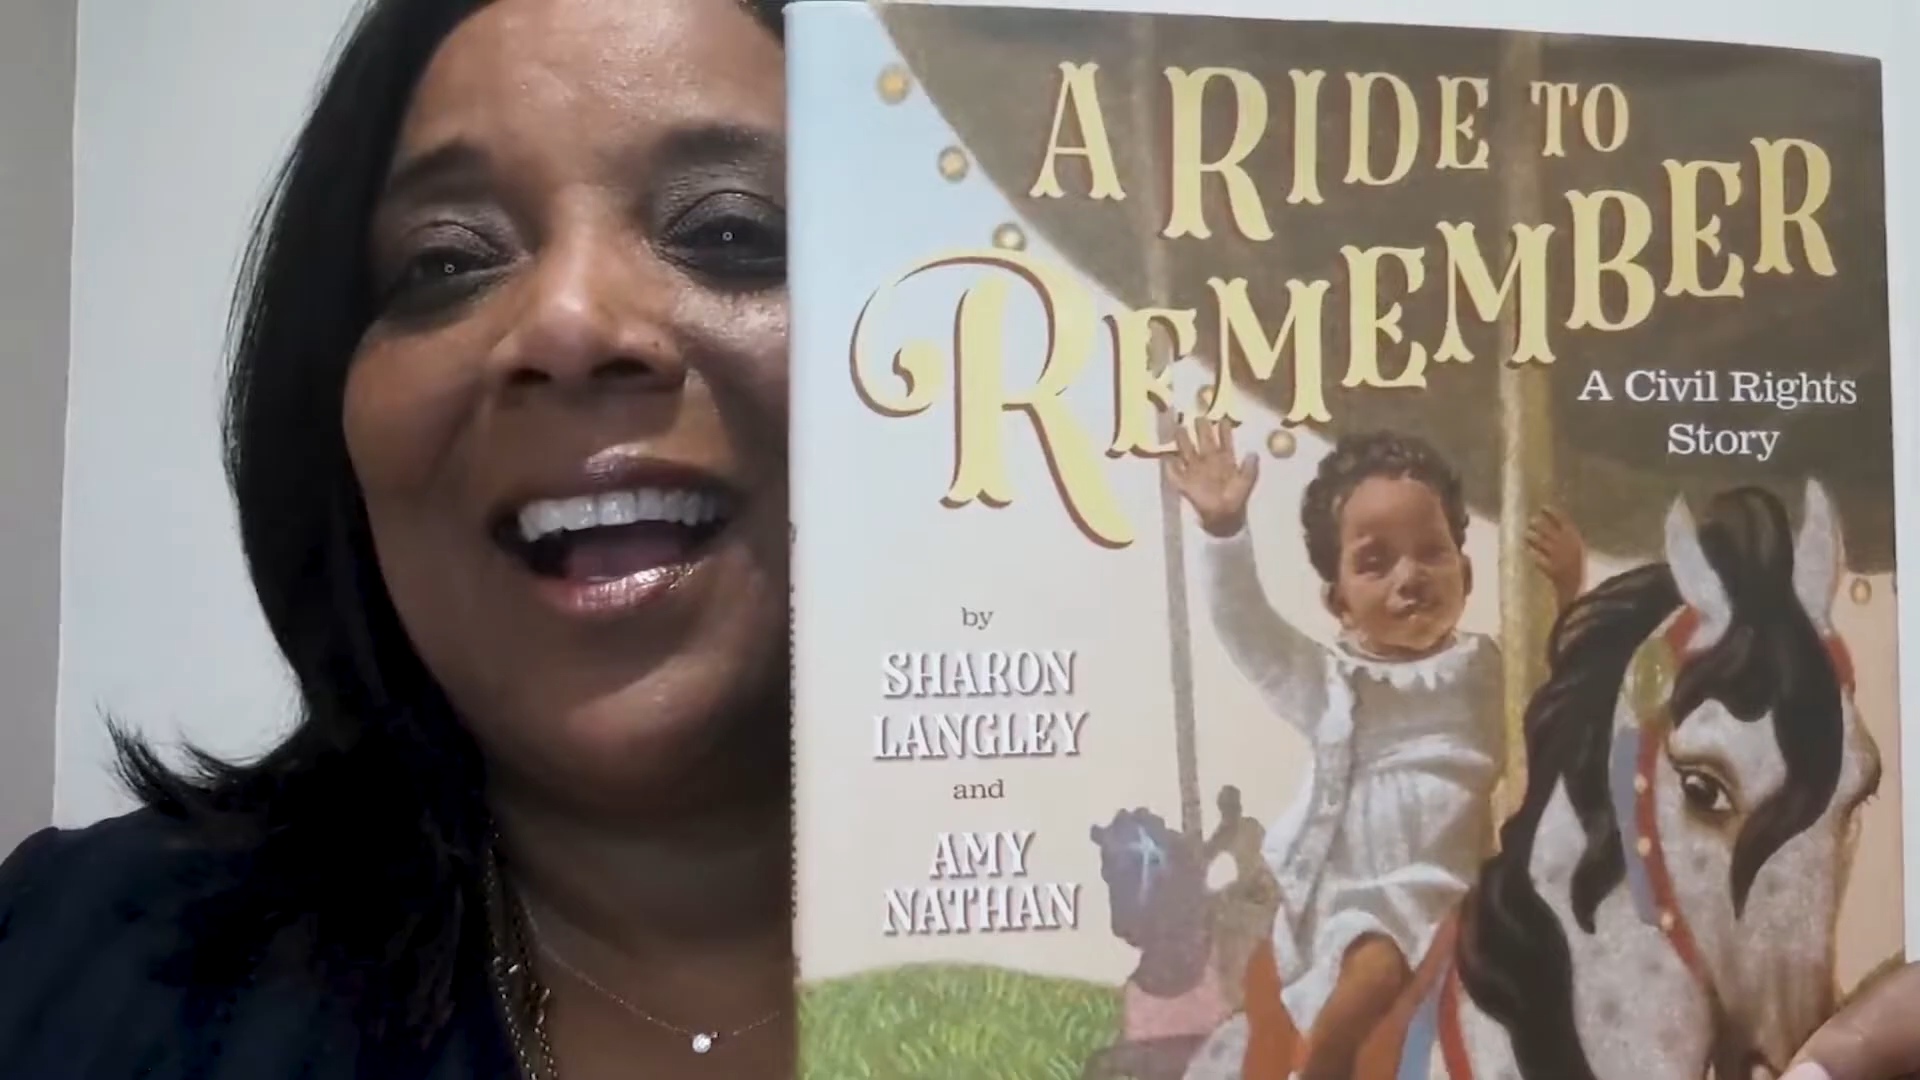 A RIDE TO
REMEMBER
A Civil Rights
Story
by
SHARON
LANGLEY
and
AMY
NATHAN